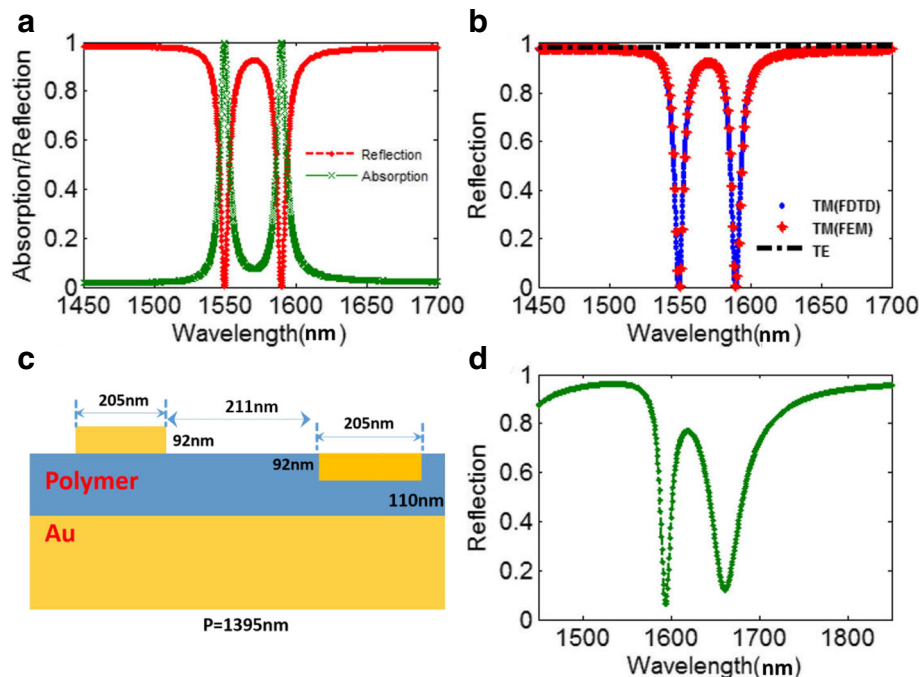 a
1
0.8
0.6
0.4
0.2
0
Absorption/Reflection
Reflection
Absorption
1450 1500 1550 1600 1650 1700
Wavelength(nm)
b
1
0.8
0.6
0.4
0.2
0
Reflection
TM(FDTD)
TM(FEM)
TE
1450 1500 1550 1600 1650 1700
Wavelength(nm)
c
205nm
211nm
205nm
92nm
92nm
Polymer
110nm
Au
P=1395nm
d
1
0.8
0.6
0.4
0.2
0
Reflection
1500 1600 1700 1800
Wavelength(nm)